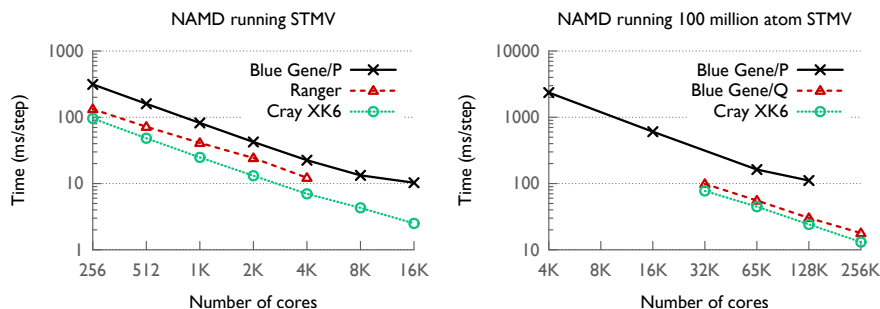 NAMD running STMV
1000
100
10
1
Time (ms/step)
Blue Gene/P
Ranger
Cray XK6
256 512 1K 2K 4K 8K 16K
Number of cores
NAMD running 100 million atom STMV
10000
1000
100
10
Time (ms/step)
Blue Gene/P
Blue Gene/Q
Cray XK6
4K 8K 16K 32K 65K 128K 256K
Number of cores